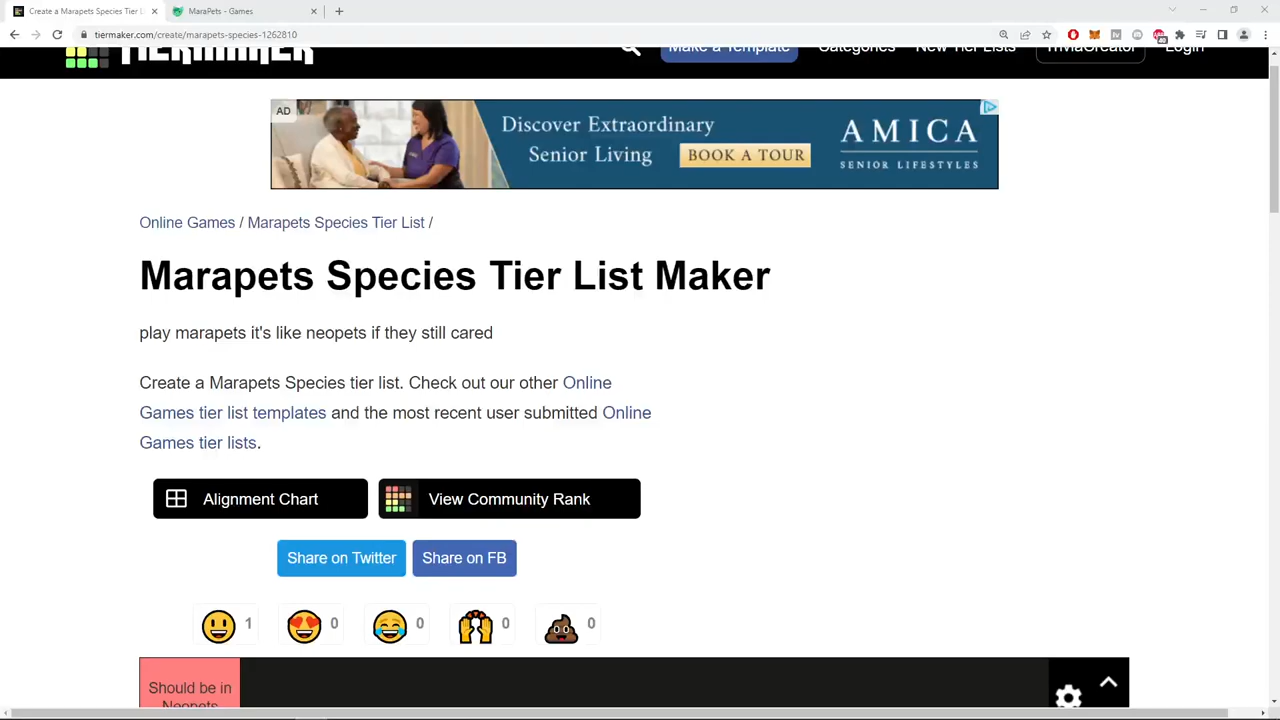 Create a Marapets Species Tier Li
MaraPets - Games
tiermaker.com/create/marapets-species-1262810
TIERMAKER
Make a Template
Categories
New Tier Lists
TriviaCreator
Login
AD
Discover Extraordinary
Senior Living
BOOK A TOUR
AMICA
SENIOR LIFESTYLES
Online Games / Marapets Species Tier List /
Marapets Species Tier List Maker
play marapets it's like neopets if they still cared
Create a Marapets Species tier list. Check out our other Online
Games tier list templates and the most recent user submitted Online
Games tier lists.
Alignment Chart
View Community Rank
Share on Twitter
Share on FB
1
0
0
0
0
Should be in
Neopets